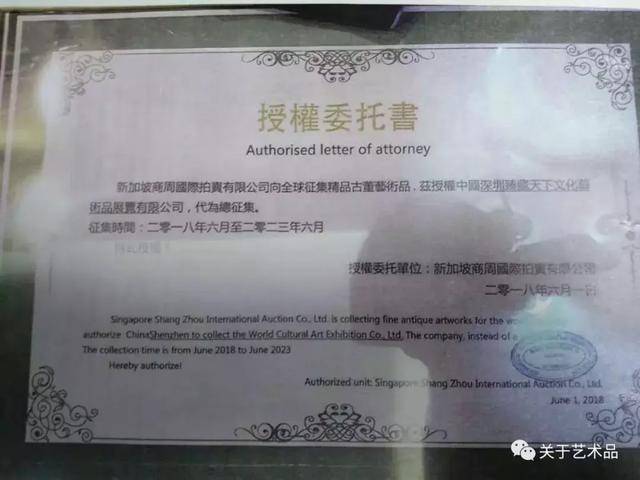 授權委托書
Authorised letter of attorney
新加坡商周國際拍賣有限公司向全球征集精品古董藝術品，茲授權中國深圳臻藏天下文化藝
術品展覽有限公司，代為總征集。
征集時間：二零一八年六月至二零二三年六月
特此授權！
授權委托單位：新加坡商周國際拍賣有限公司
二零一八年六月一日
Singapore Shang Zhou International Auction Co., Ltd. is collecting fine antique artworks for the
authorize ChinaShenzhen to collect the World Cultural Art Exhibition Co., Ltd. The company, instead of
The collection time is from June 2018 to June 2023
Hereby authorize!
Authorized unit: Singapore Shang Zhou International Auction Co., Ltd.
June 1, 2018
关于艺术品